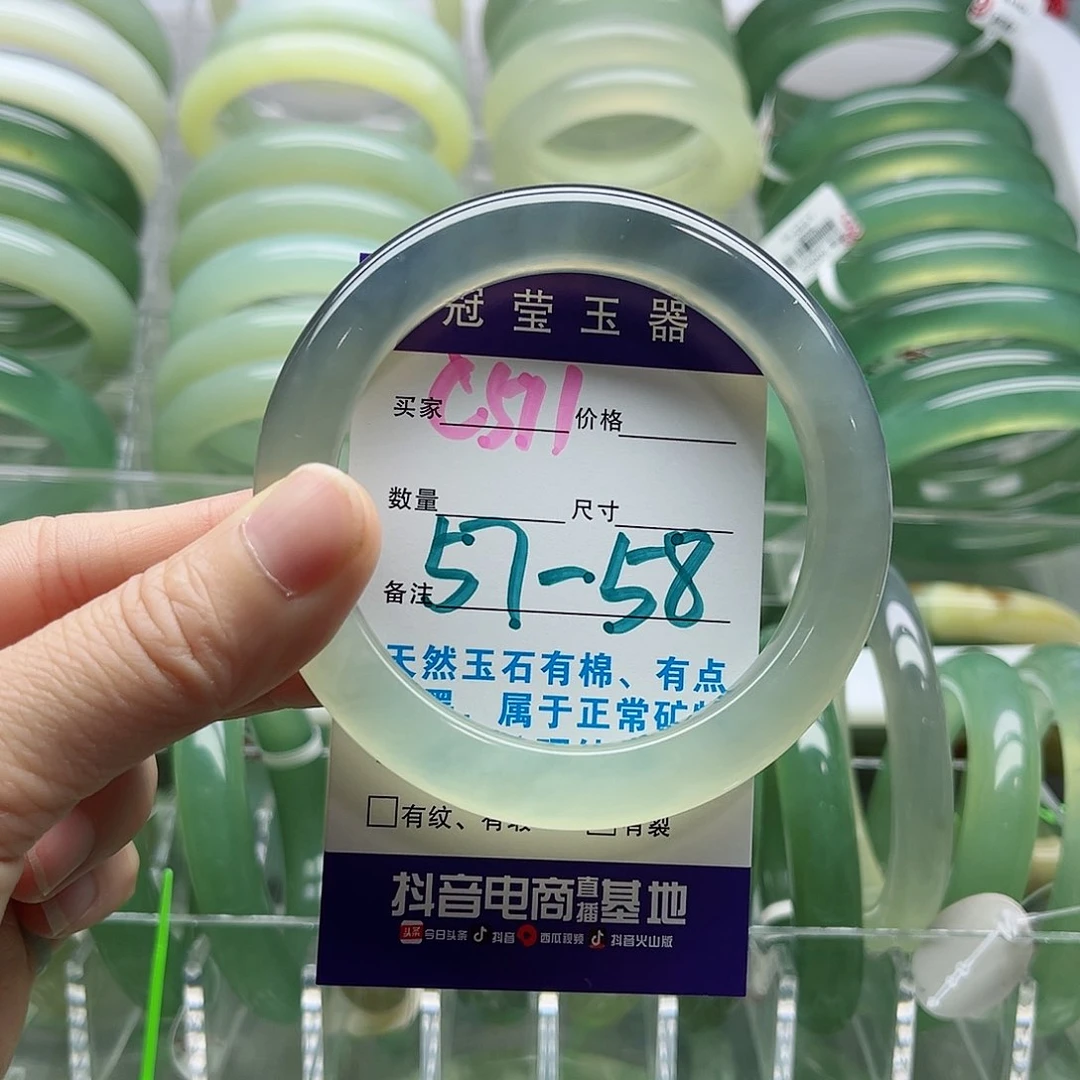 冠莹玉器
买家 C571 价格
数量 尺寸
57-58
备注
天然玉石有棉、有点
属于正常矿
有纹、有 有裂
抖音电商直播基地
头条 今日头条 抖音 西瓜视频 抖音火山版